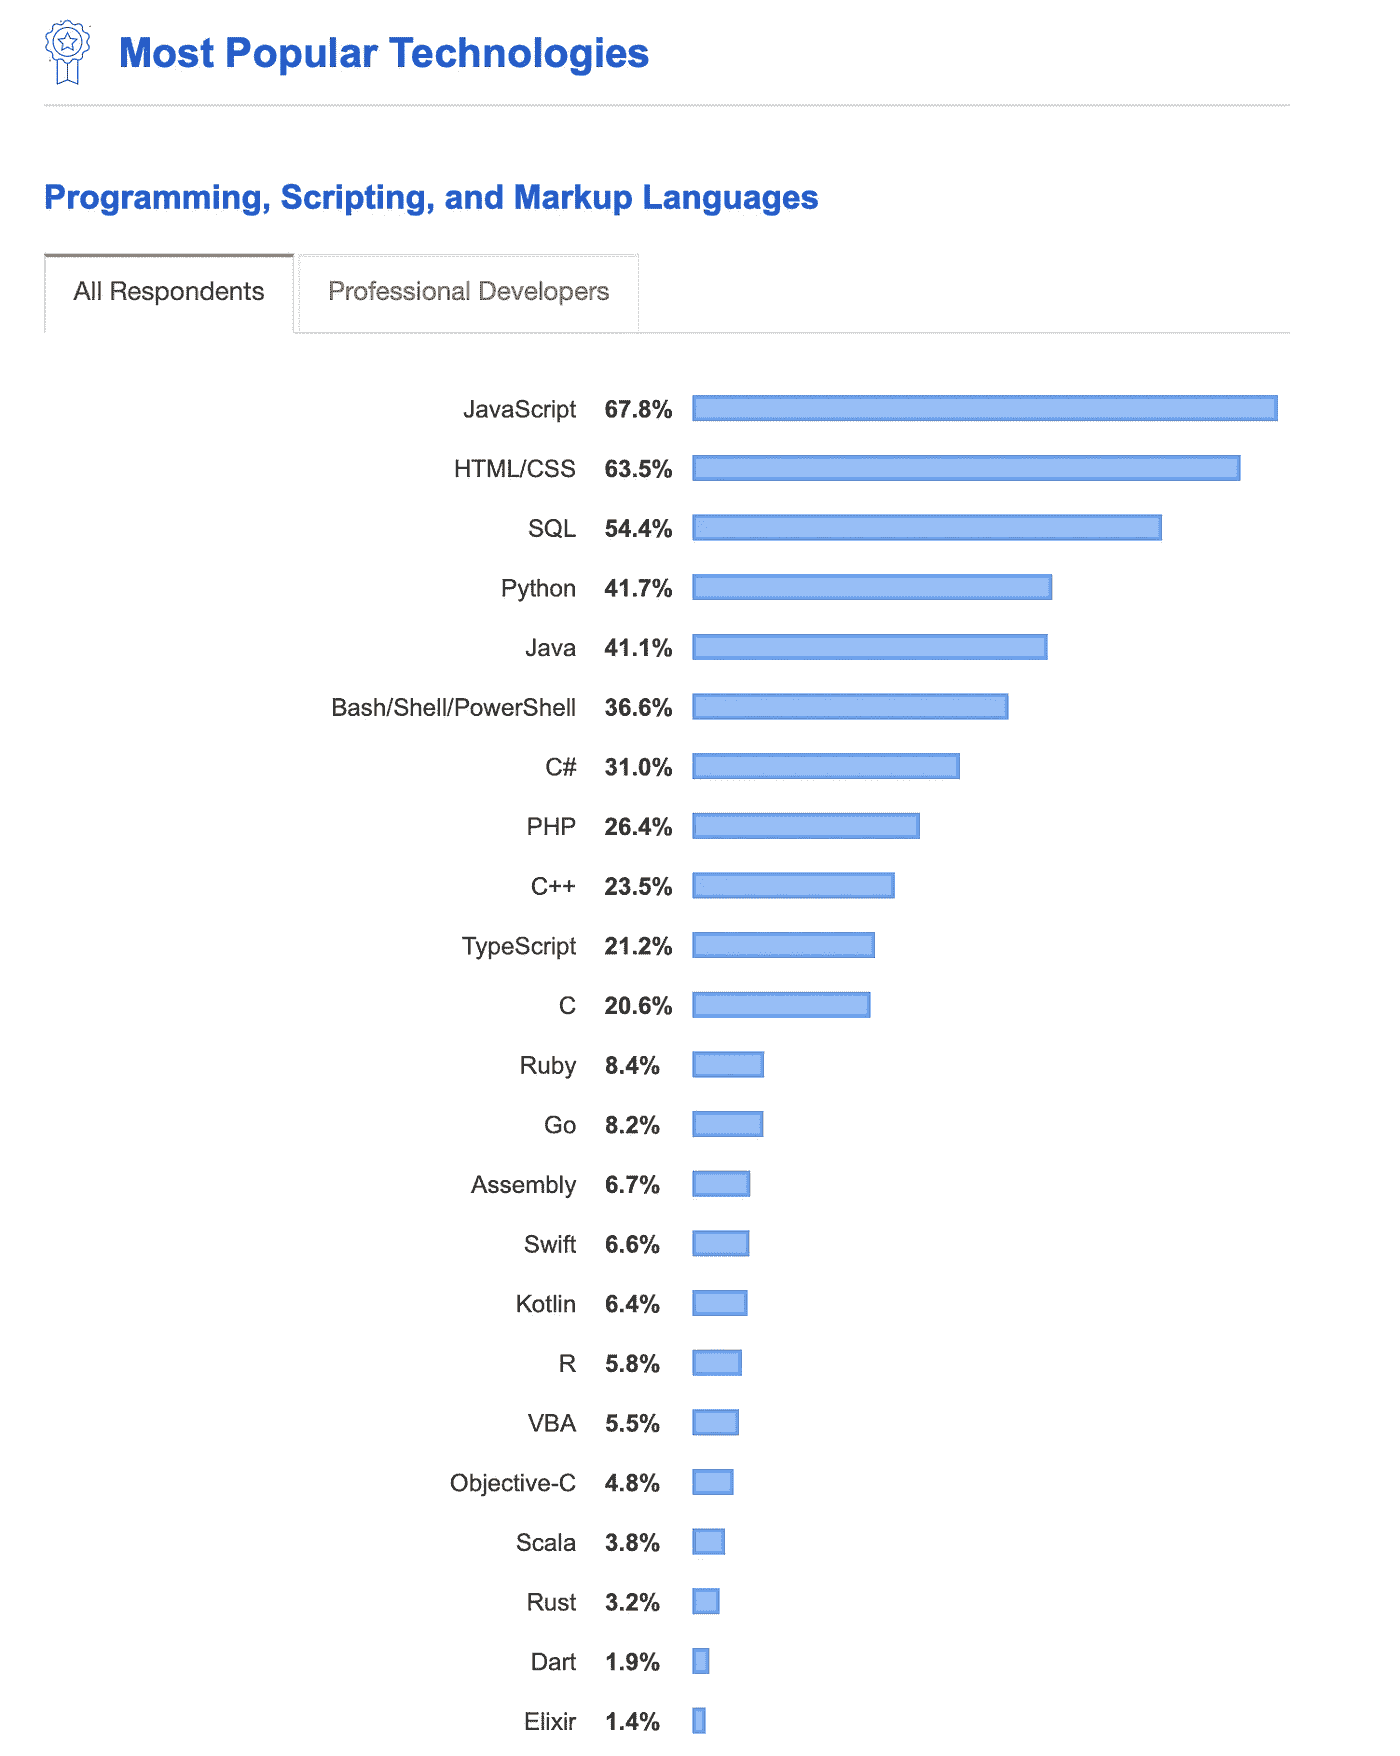 Most Popular Technologies
Programming, Scripting, and Markup Languages
All Respondents Professional Developers
JavaScript 67.8%
HTML/CSS 63.5%
SQL 54.4%
Python 41.7%
Java 41.1%
Bash/Shell/PowerShell 36.6%
C# 31.0%
PHP 26.4%
C++ 23.5%
TypeScript 21.2%
C 20.6%
Ruby 8.4%
Go 8.2%
Assembly 6.7%
Swift 6.6%
Kotlin 6.4%
R 5.8%
VBA 5.5%
Objective-C 4.8%
Scala 3.8%
Rust 3.2%
Dart 1.9%
Elixir 1.4%